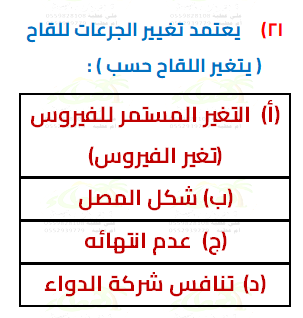 (٢١ يعتمد تغيير الجرعات للقاح
( يتغير اللقاح حسب ) :
(أ) التغير المستمر للفيروس
(تغير الفيروس)
(ب) شكل المصل
(ج) عدم انتهائه
(د) تنافس شركة الدواء